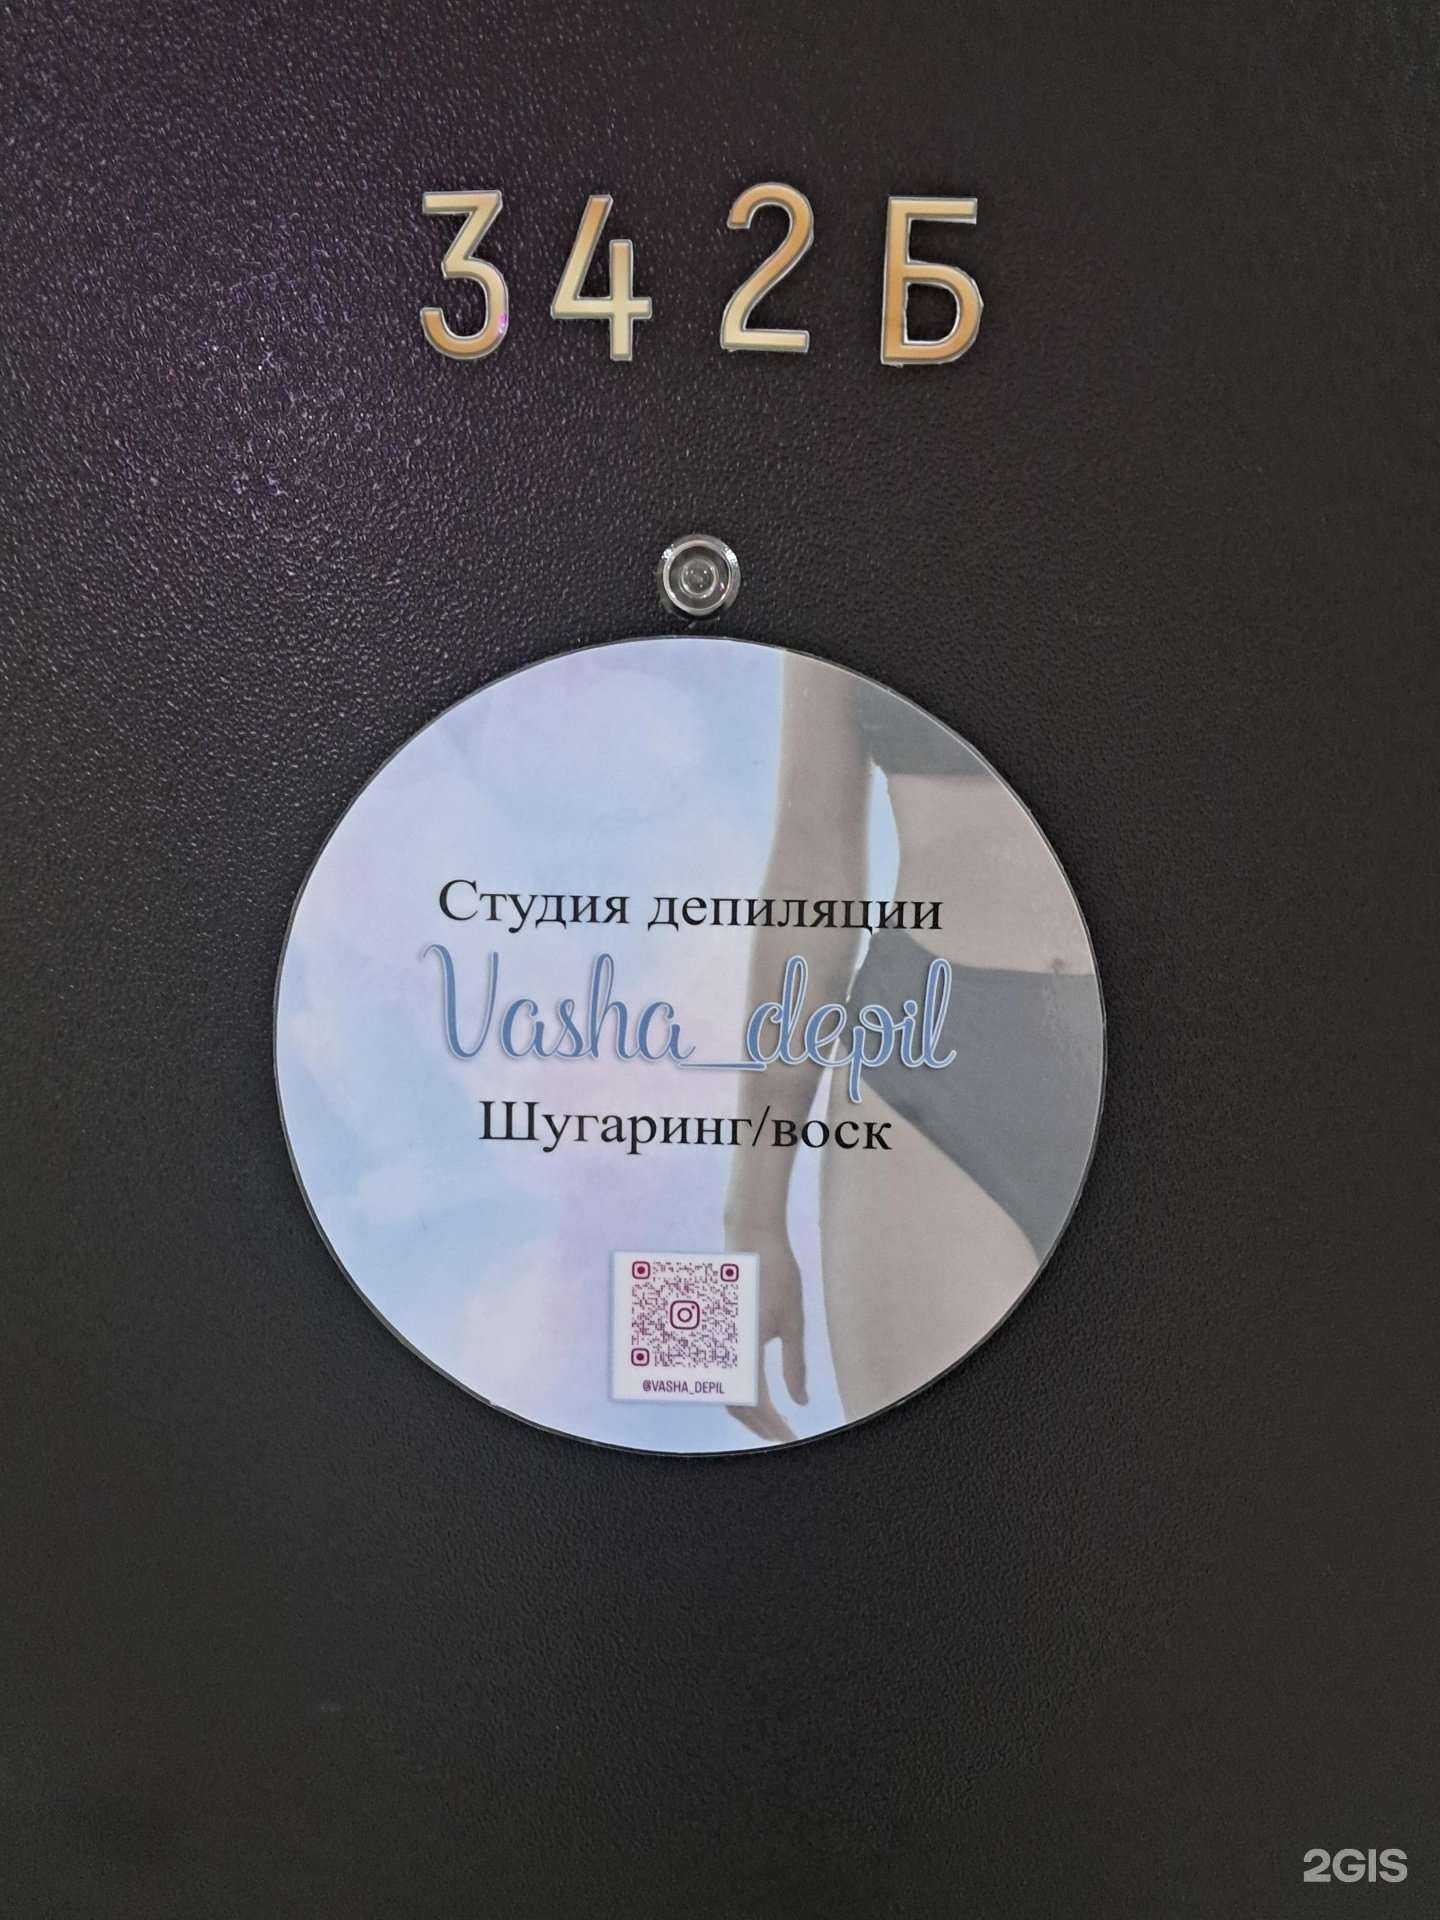 342Б
Студия депиляции
Vasha_depil
Шугаринг/воск
@VASHA_DEPIL
2GIS